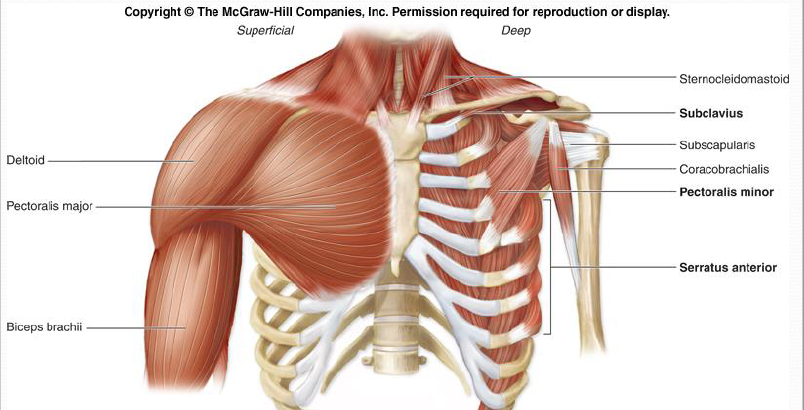 Copyright © The McGraw-Hill Companies, Inc. Permission required for reproduction or display.
Superficial
Deep
Sternocleidomastoid
Subclavius
Deltoid
Subscapularis
Coracobrachialis
Pectoralis major
Pectoralis minor
Serratus anterior
Biceps brachii